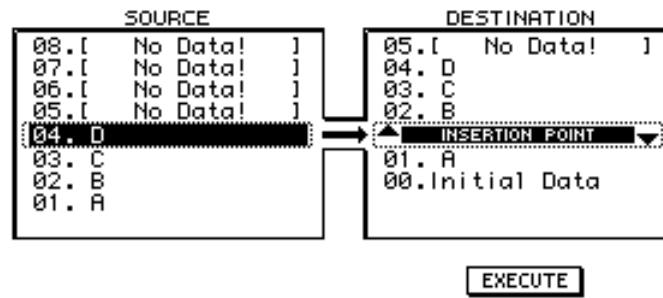 SOURCE
08.[ No Data! ]
07.[ No Data! ]
06.[ No Data! ]
05.[ No Data! ]
04. D
03. C
02. B
01. A
DESTINATION
05.[ No Data! ]
04. D
03. C
02. B
INSERTION POINT
01. A
00.Initial Data
EXECUTE